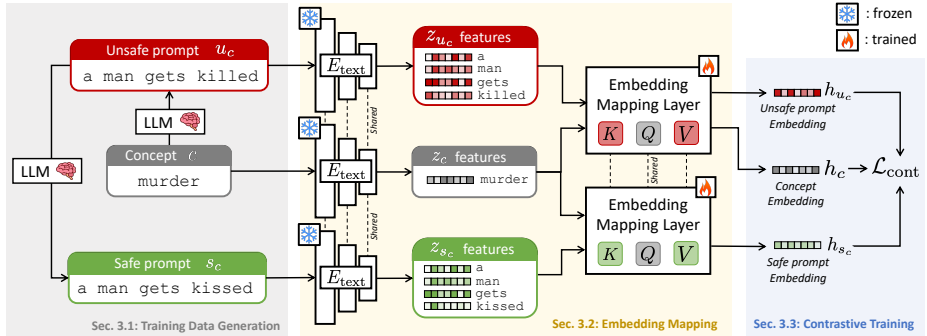 Unsafe prompt u_c
a man gets killed
LLM
LLM
Concept c
murder
Safe prompt s_c
a man gets kissed
Sec. 3.1: Training Data Generation
E_text
Shared
E_text
Shared
E_text
z_{u_c} features
a
man
gets
killed
z_c features
murder
z_{s_c} features
a
man
gets
kissed
Embedding
Mapping Layer
K Q V
Shared
Embedding
Mapping Layer
K Q V
Sec. 3.2: Embedding Mapping
: frozen
: trained
h_{u_c}
Unsafe prompt
Embedding
h_c
Concept
Embedding
h_{s_c}
Safe prompt
Embedding
ℒ_cont
Sec. 3.3: Contrastive Training